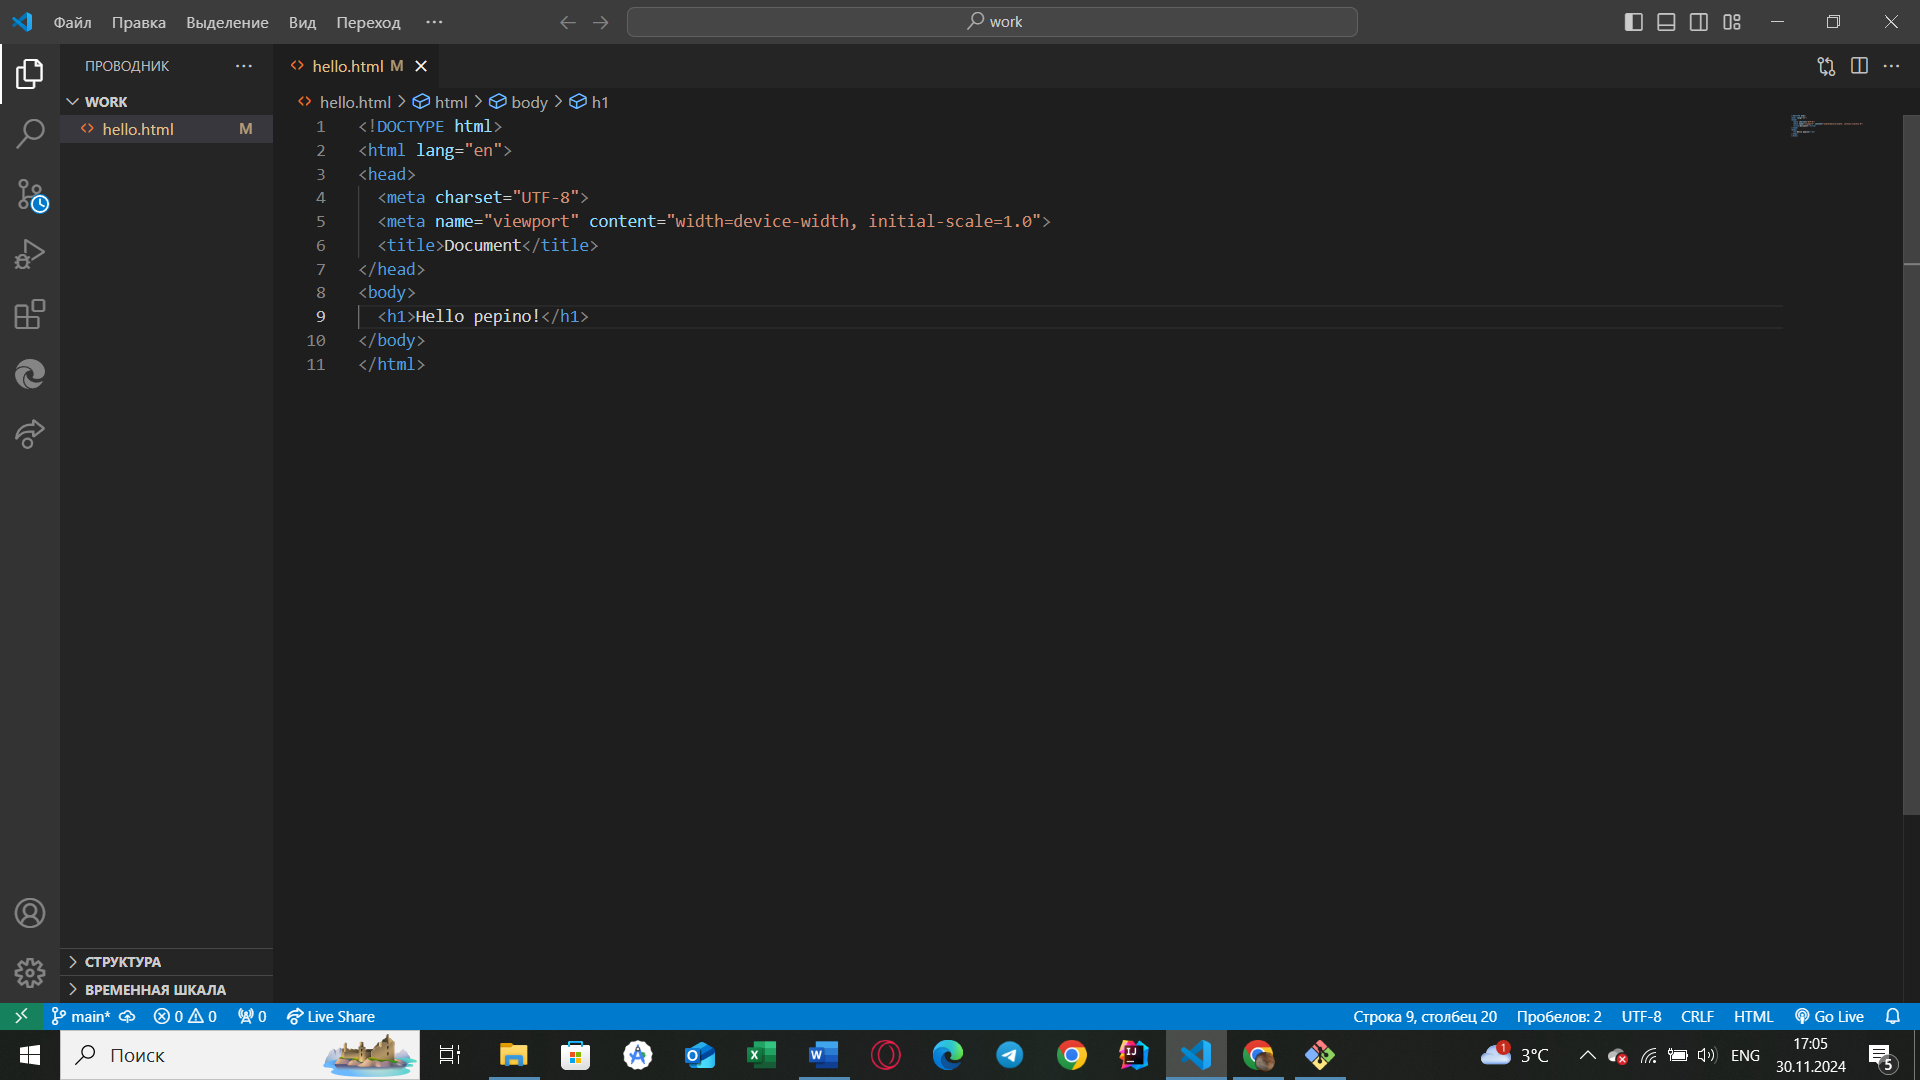 Файл Правка Выделение Вид Переход ··· work
ПРОВОДНИК ···
WORK
hello.html M
hello.html M
hello.html > html > body > h1
1 <!DOCTYPE html>
2 <html lang="en">
3 <head>
4 <meta charset="UTF-8">
5 <meta name="viewport" content="width=device-width, initial-scale=1.0">
6 <title>Document</title>
7 </head>
8 <body>
9 <h1>Hello pepino!</h1>
10 </body>
11 </html>
СТРУКТУРА
ВРЕМЕННАЯ ШКАЛА
main* 0 0 0 Live Share Строка 9, столбец 20 Пробелов: 2 UTF-8 CRLF HTML Go Live
Поиск 1 3°C ENG 17:05
30.11.2024 5